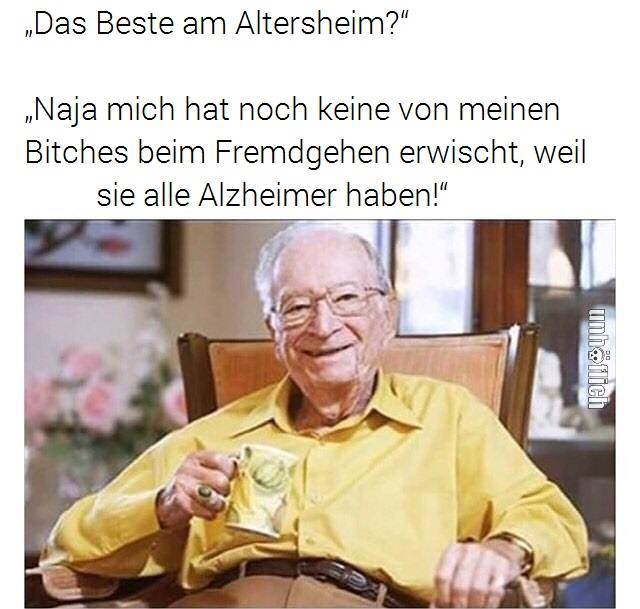 „Das Beste am Altersheim?“
„Naja mich hat noch keine von meinen
Bitches beim Fremdgehen erwischt, weil
sie alle Alzheimer haben!“
unhöflich